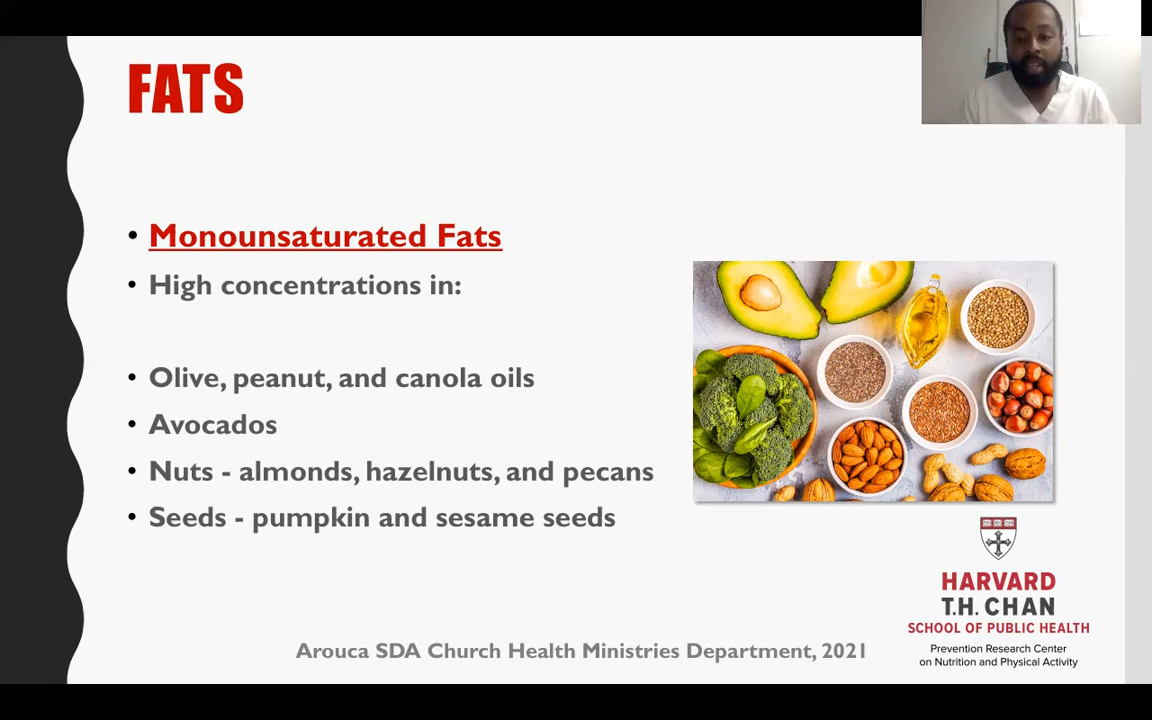 FATS
Monounsaturated Fats
High concentrations in:
Olive, peanut, and canola oils
Avocados
Nuts - almonds, hazelnuts, and pecans
Seeds - pumpkin and sesame seeds
HARVARD
T.H. CHAN
SCHOOL OF PUBLIC HEALTH
Prevention Research Center
on Nutrition and Physical Activity
Arouca SDA Church Health Ministries Department, 2021